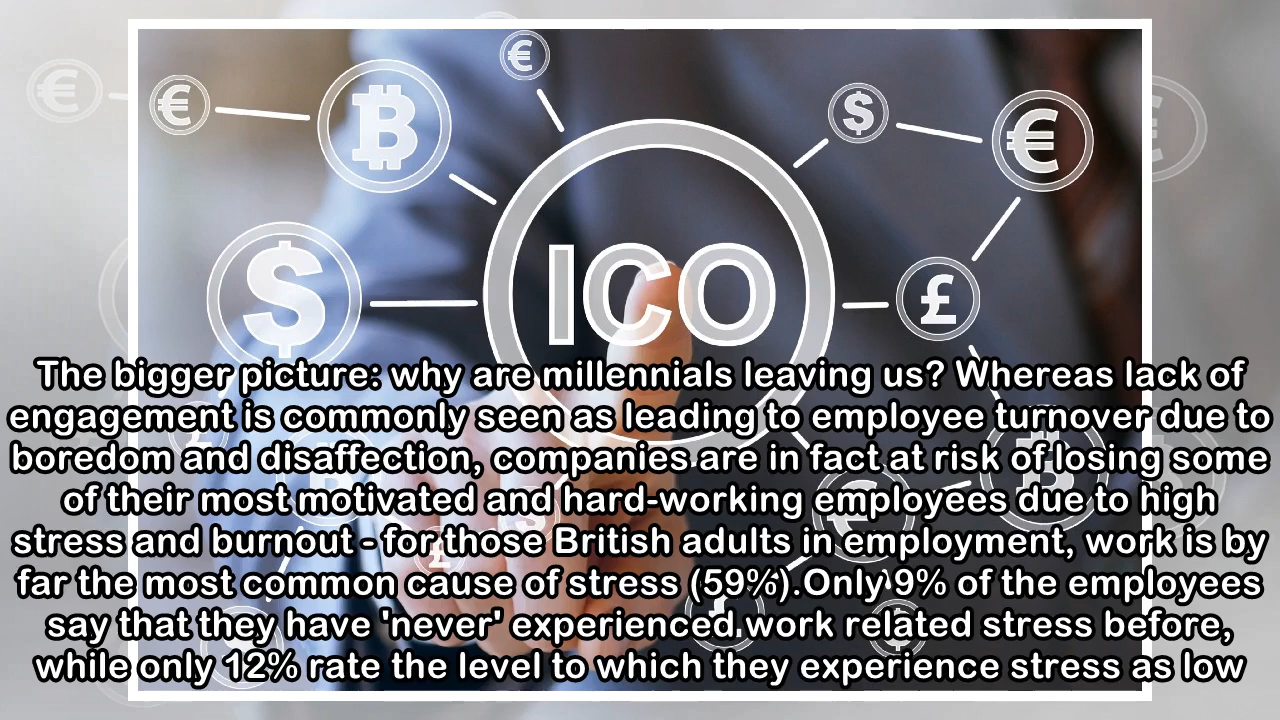 €
€
€
B
$
€
€
ICO
$
£
The bigger picture: why are millennials leaving us? Whereas lack of
engagement is commonly seen as leading to employee turnover due to
boredom and disaffection, companies are in fact at risk of losing some
of their most motivated and hard-working employees due to high
stress and burnout - for those British adults in employment, work is by
far the most common cause of stress (59%).Only 9% of the employees
say that they have 'never' experienced work related stress before,
while only 12% rate the level to which they experience stress as low